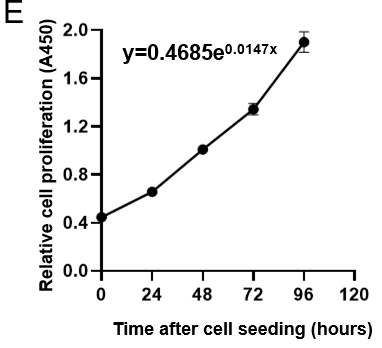 E
Relative cell proliferation (A450)
2.0
1.6
1.2
0.8
0.4
0.0
y=0.4685e^0.0147x
0 24 48 72 96 120
Time after cell seeding (hours)